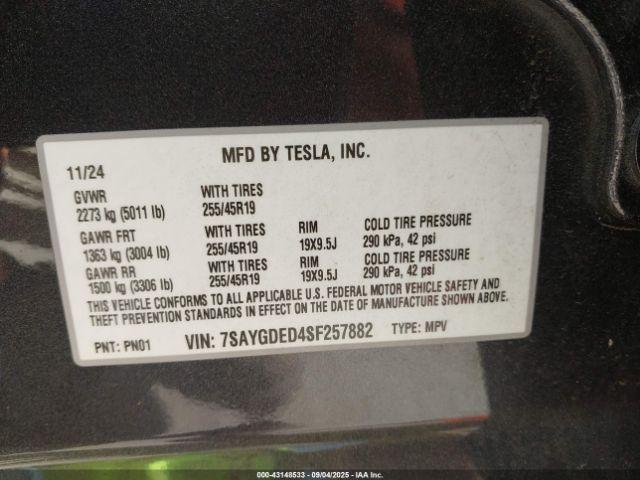 MFD BY TESLA, INC.
11/24
GVWR
2273 kg (5011 lb)
WITH TIRES
255/45R19
GAWR FRT
1363 kg (3004 lb)
WITH TIRES
255/45R19
RIM
19X9.5J
COLD TIRE PRESSURE
290 kPa, 42 psi
GAWR RR
1500 kg (3306 lb)
WITH TIRES
255/45R19
RIM
19X9.5J
COLD TIRE PRESSURE
290 kPa, 42 psi
THIS VEHICLE CONFORMS TO ALL APPLICABLE U.S. FEDERAL MOTOR VEHICLE SAFETY AND
THEFT PREVENTION STANDARDS IN EFFECT ON THE DATE OF MANUFACTURE SHOWN ABOVE.
PNT: PN01 VIN: 7SAYGDED4SF257882 TYPE: MPV
000-43148533 - 09/04/2025 - IAA Inc.